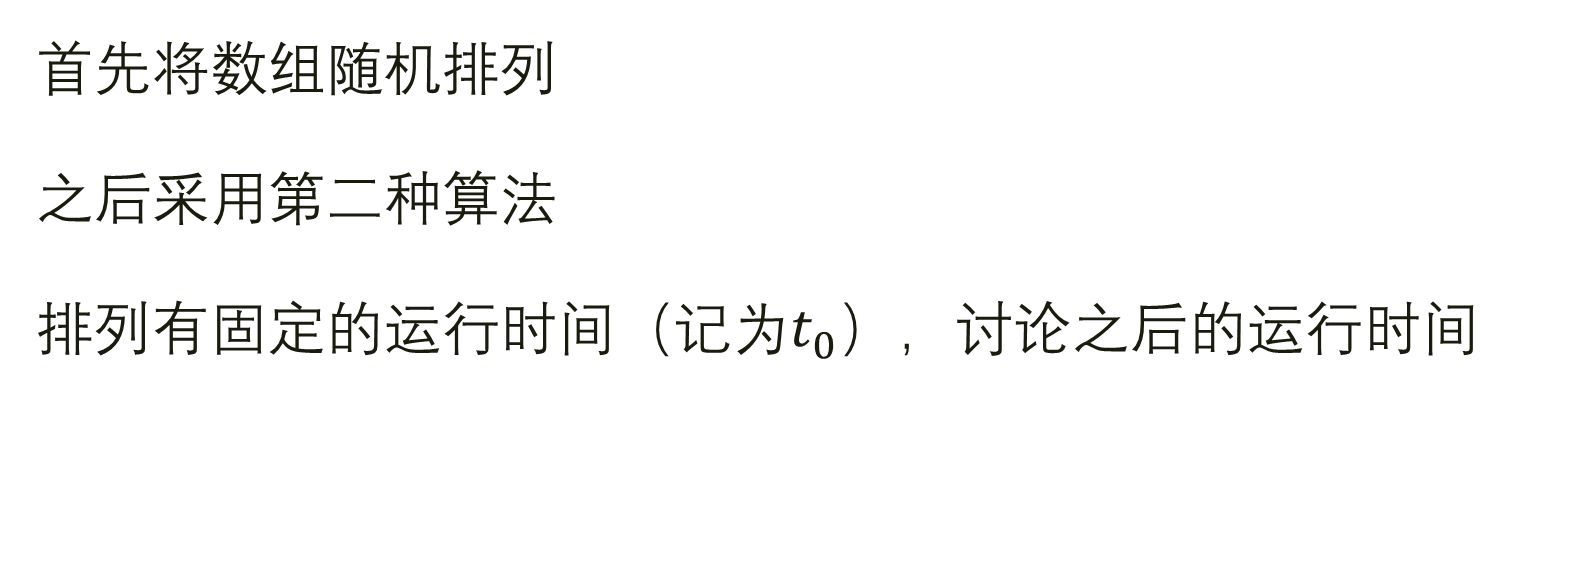 首先将数组随机排列
之后采用第二种算法
排列有固定的运行时间（记为t₀），讨论之后的运行时间